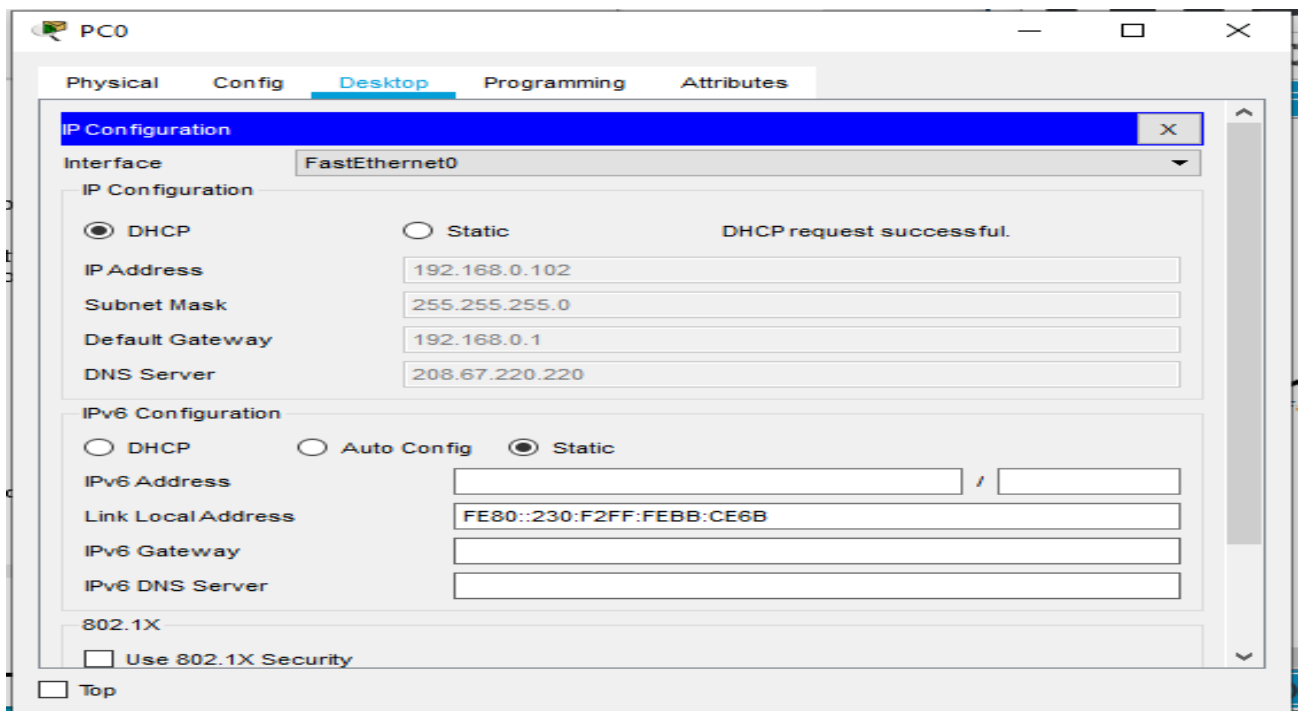 PC0
Physical Config Desktop Programming Attributes
IP Configuration X
Interface FastEthernet0
IP Configuration
DHCP Static DHCP request successful.
IP Address 192.168.0.102
Subnet Mask 255.255.255.0
Default Gateway 192.168.0.1
DNS Server 208.67.220.220
IPv6 Configuration
DHCP Auto Config Static
IPv6 Address /
Link Local Address FE80::230:F2FF:FEBB:CE6B
IPv6 Gateway
IPv6 DNS Server
802.1X
Use 802.1X Security
Top